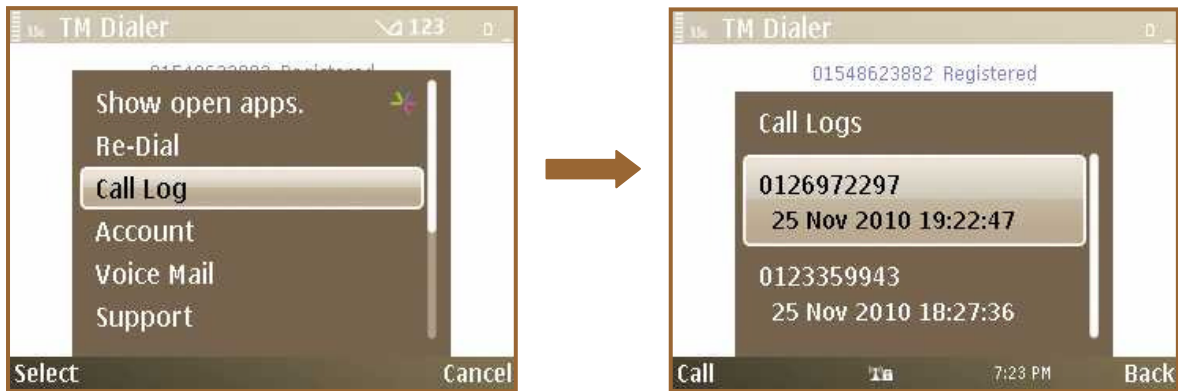 TM Dialer
123
Show open apps.
Re-Dial
Call Log
Account
Voice Mail
Support
Select
Cancel
TM Dialer
01548623882 Registered
Call Logs
0126972297
25 Nov 2010 19:22:47
0123359943
25 Nov 2010 18:27:36
Call
7:23 PM
Back